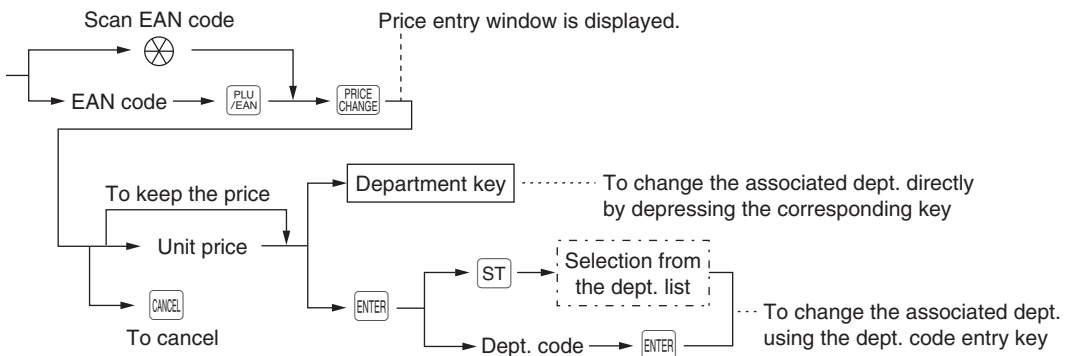 Scan EAN code
Price entry window is displayed.
EAN code
PLU
/EAN
PRICE
CHANGE
To keep the price
Department key
To change the associated dept. directly
by depressing the corresponding key
Unit price
ST
Selection from
the dept. list
CANCEL
ENTER
To cancel
Dept. code
ENTER
To change the associated dept.
using the dept. code entry key